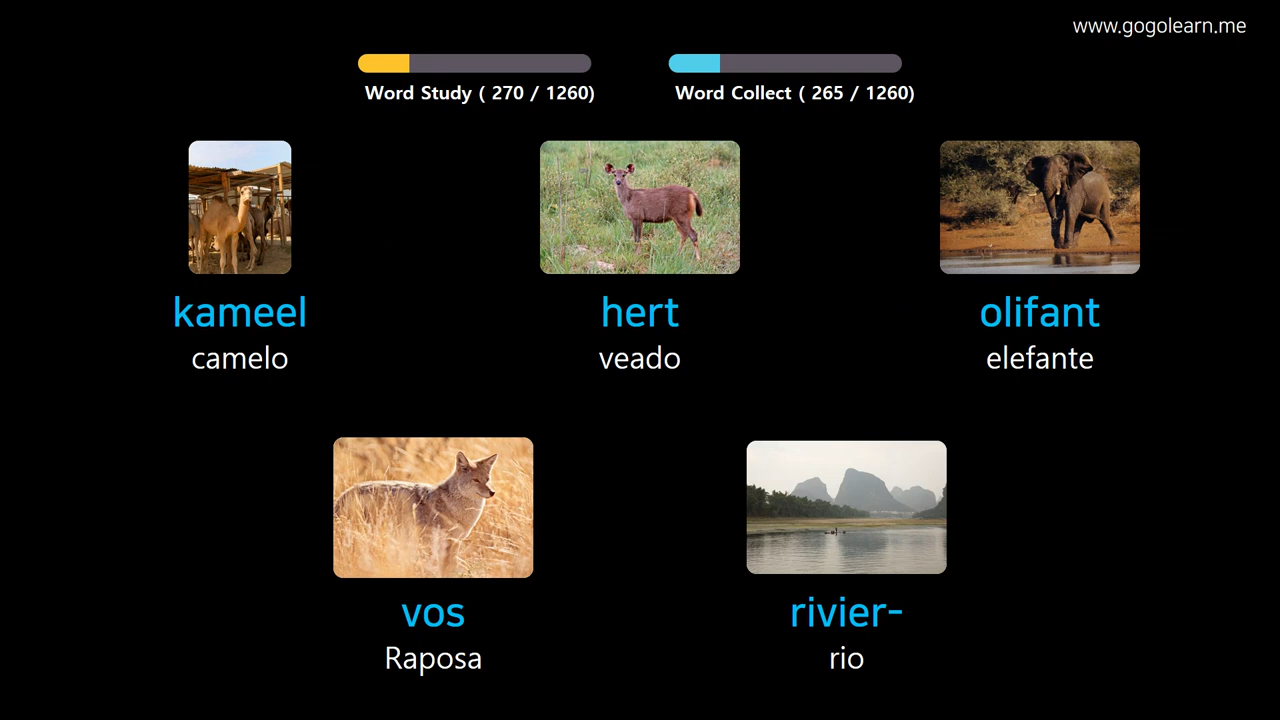 www.gogolearn.me
Word Study ( 270 / 1260)
Word Collect ( 265 / 1260)
kameel
camelo
hert
veado
olifant
elefante
vos
Raposa
rivier-
rio